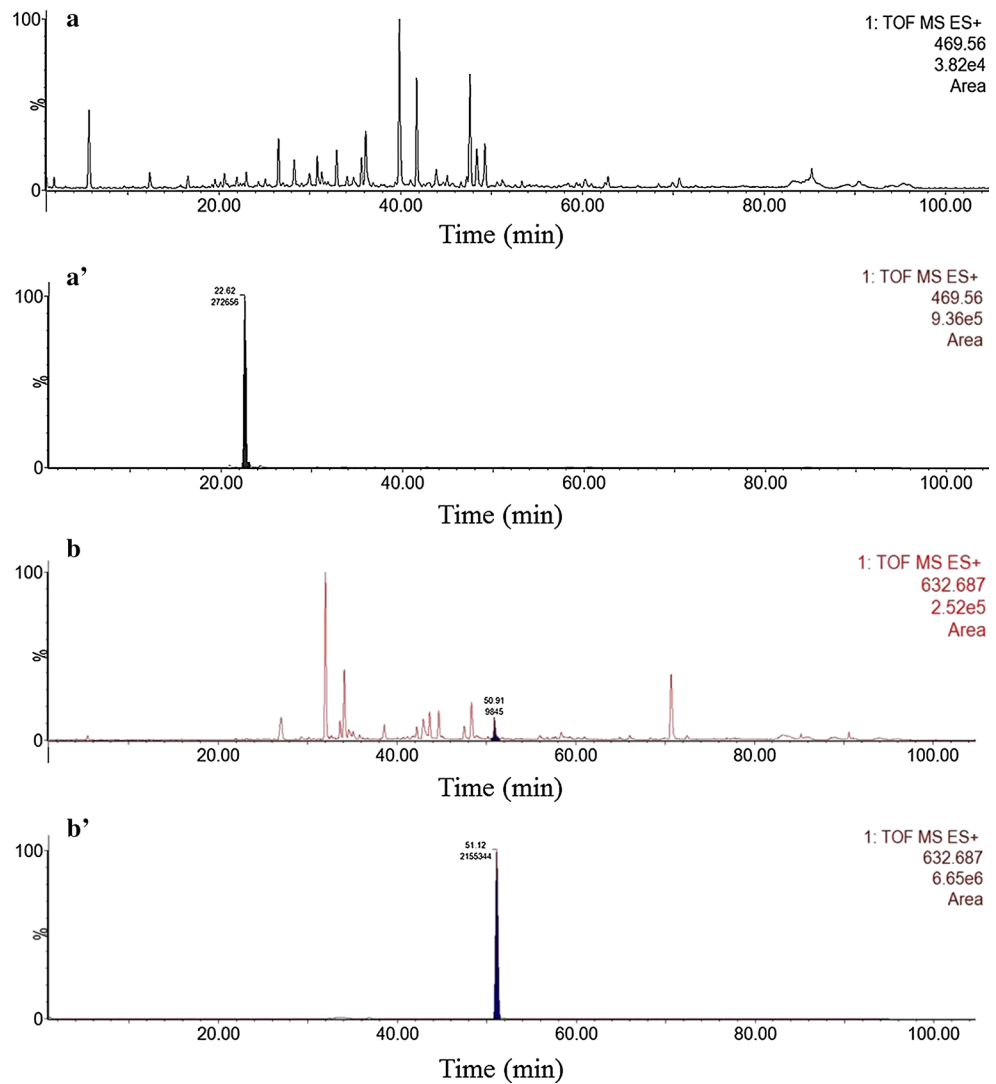 a
1: TOF MS ES+
469.56
3.82e4
Area
100
%
0
20.00 40.00 60.00 80.00 100.00
Time (min)
a’
1: TOF MS ES+
469.56
9.36e5
Area
22.62
272656
100
%
0
20.00 40.00 60.00 80.00 100.00
Time (min)
b
1: TOF MS ES+
632.687
2.52e5
Area
100
%
50.91
9845
0
20.00 40.00 60.00 80.00 100.00
Time (min)
b’
1: TOF MS ES+
632.687
6.65e6
Area
51.12
2155344
100
%
0
20.00 40.00 60.00 80.00 100.00
Time (min)